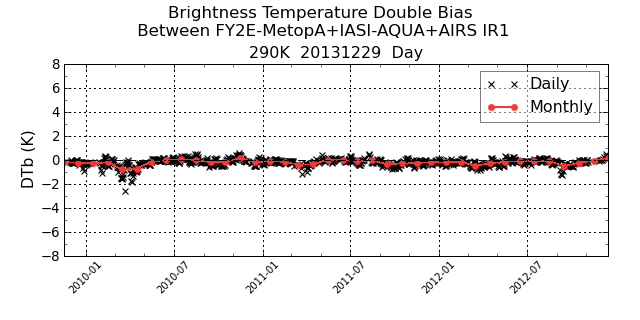 Brightness Temperature Double Bias
Between FY2E-MetopA+IASI-AQUA+AIRS IR1
290K 20131229 Day
8
6
4
2
0
−2
−4
−6
−8
DTb (K)
Daily
Monthly
2010-01
2010-07
2011-01
2011-07
2012-01
2012-07